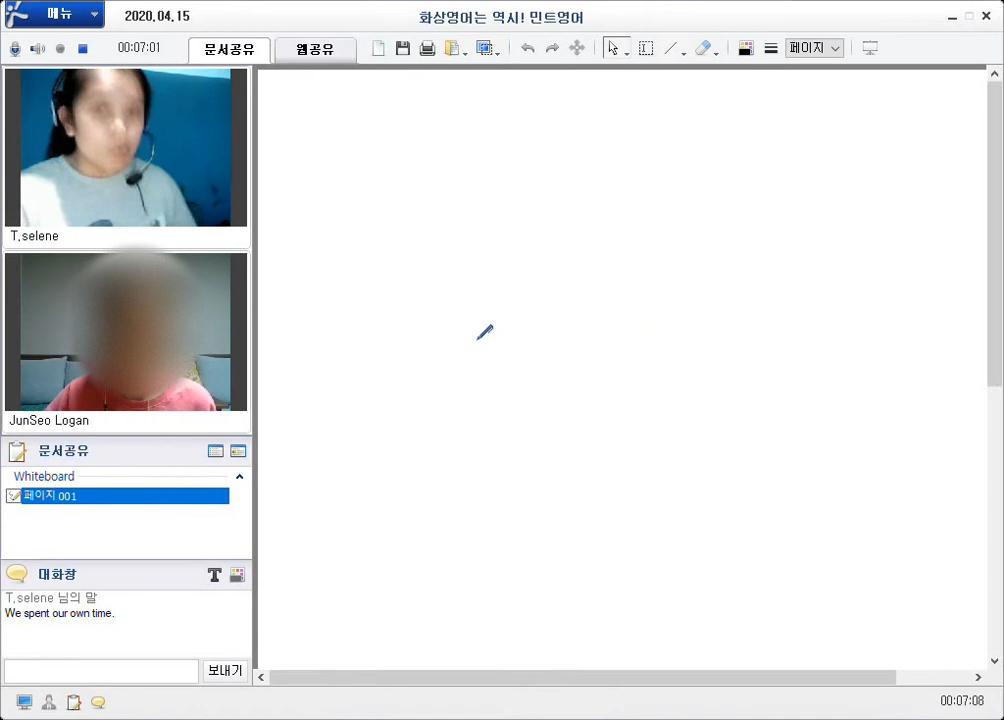 메뉴
2020.04.15
화상영어는 역시! 민트영어
00:07:01
문서공유
웹공유
페이지
T.selene
JunSeo Logan
문서공유
Whiteboard
페이지 001
대화창
T.selene 님의 말
We spent our own time.
보내기
00:07:08